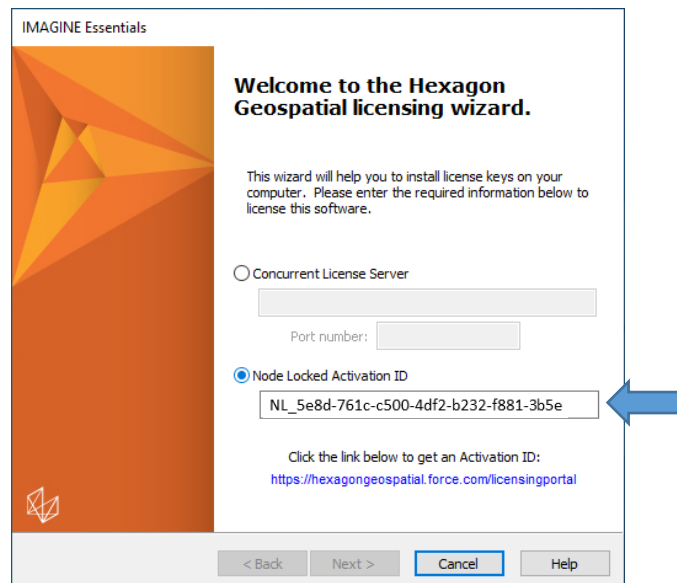 IMAGINE Essentials
Welcome to the Hexagon
Geospatial licensing wizard.
This wizard will help you to install license keys on your
computer. Please enter the required information below to
license this software.
Concurrent License Server
Port number:
Node Locked Activation ID
NL_5e8d-761c-c500-4df2-b232-f881-3b5e
Click the link below to get an Activation ID:
https://hexagongeospatial.force.com/licensingportal
< Back Next > Cancel Help